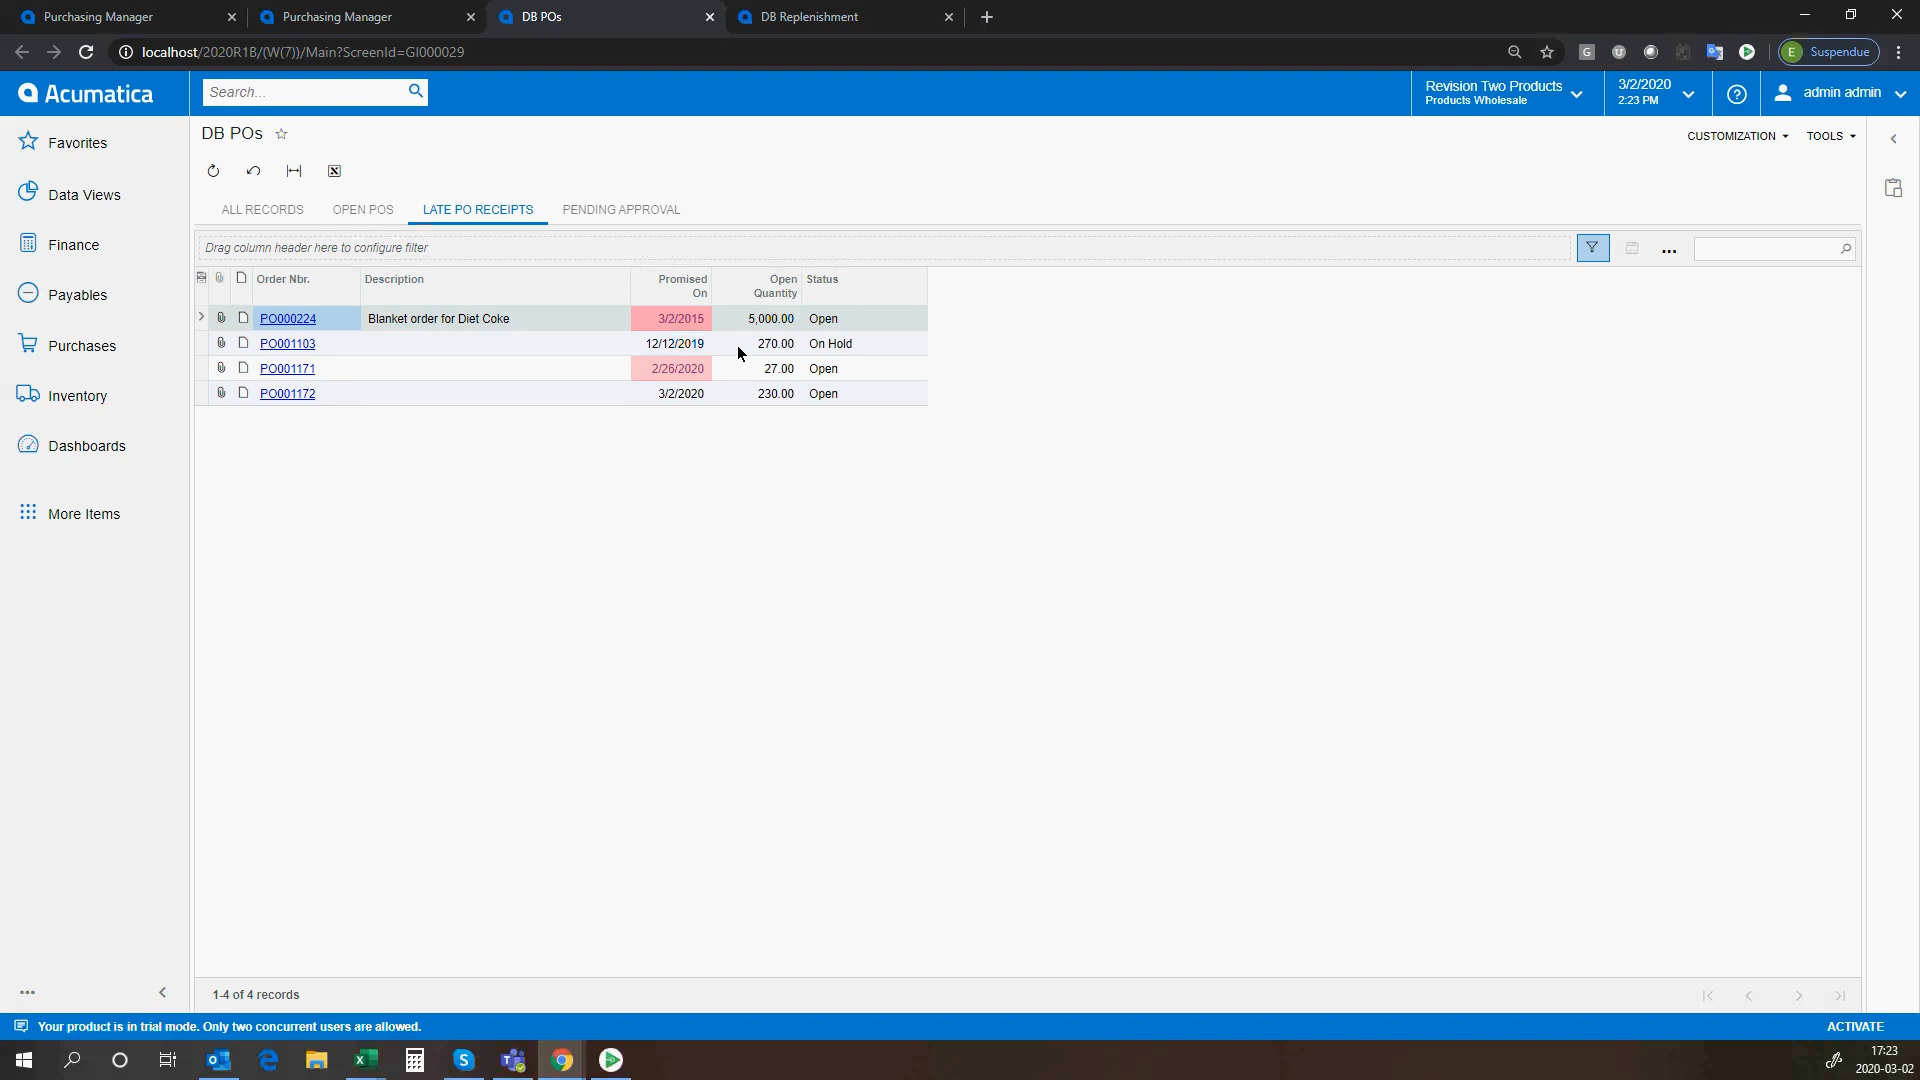 Purchasing Manager
Purchasing Manager
DB POs
DB Replenishment
localhost/2020R1B/(W(7))/Main?ScreenId=GI000029
G
E Suspendue
Acumatica
Search...
Revision Two Products
Products Wholesale
3/2/2020
2:23 PM
admin admin
Favorites
Data Views
Finance
Payables
Purchases
Inventory
Dashboards
More Items
DB POs
CUSTOMIZATION
TOOLS
ALL RECORDS
OPEN POS
LATE PO RECEIPTS
PENDING APPROVAL
Drag column header here to configure filter
Order Nbr. Description Promised On Open Quantity Status
PO000224 Blanket order for Diet Coke 3/2/2015 5,000.00 Open
PO001103 12/12/2019 270.00 On Hold
PO001171 2/26/2020 27.00 Open
PO001172 3/2/2020 230.00 Open
1-4 of 4 records
Your product is in trial mode. Only two concurrent users are allowed.
ACTIVATE
17:23
2020-03-02